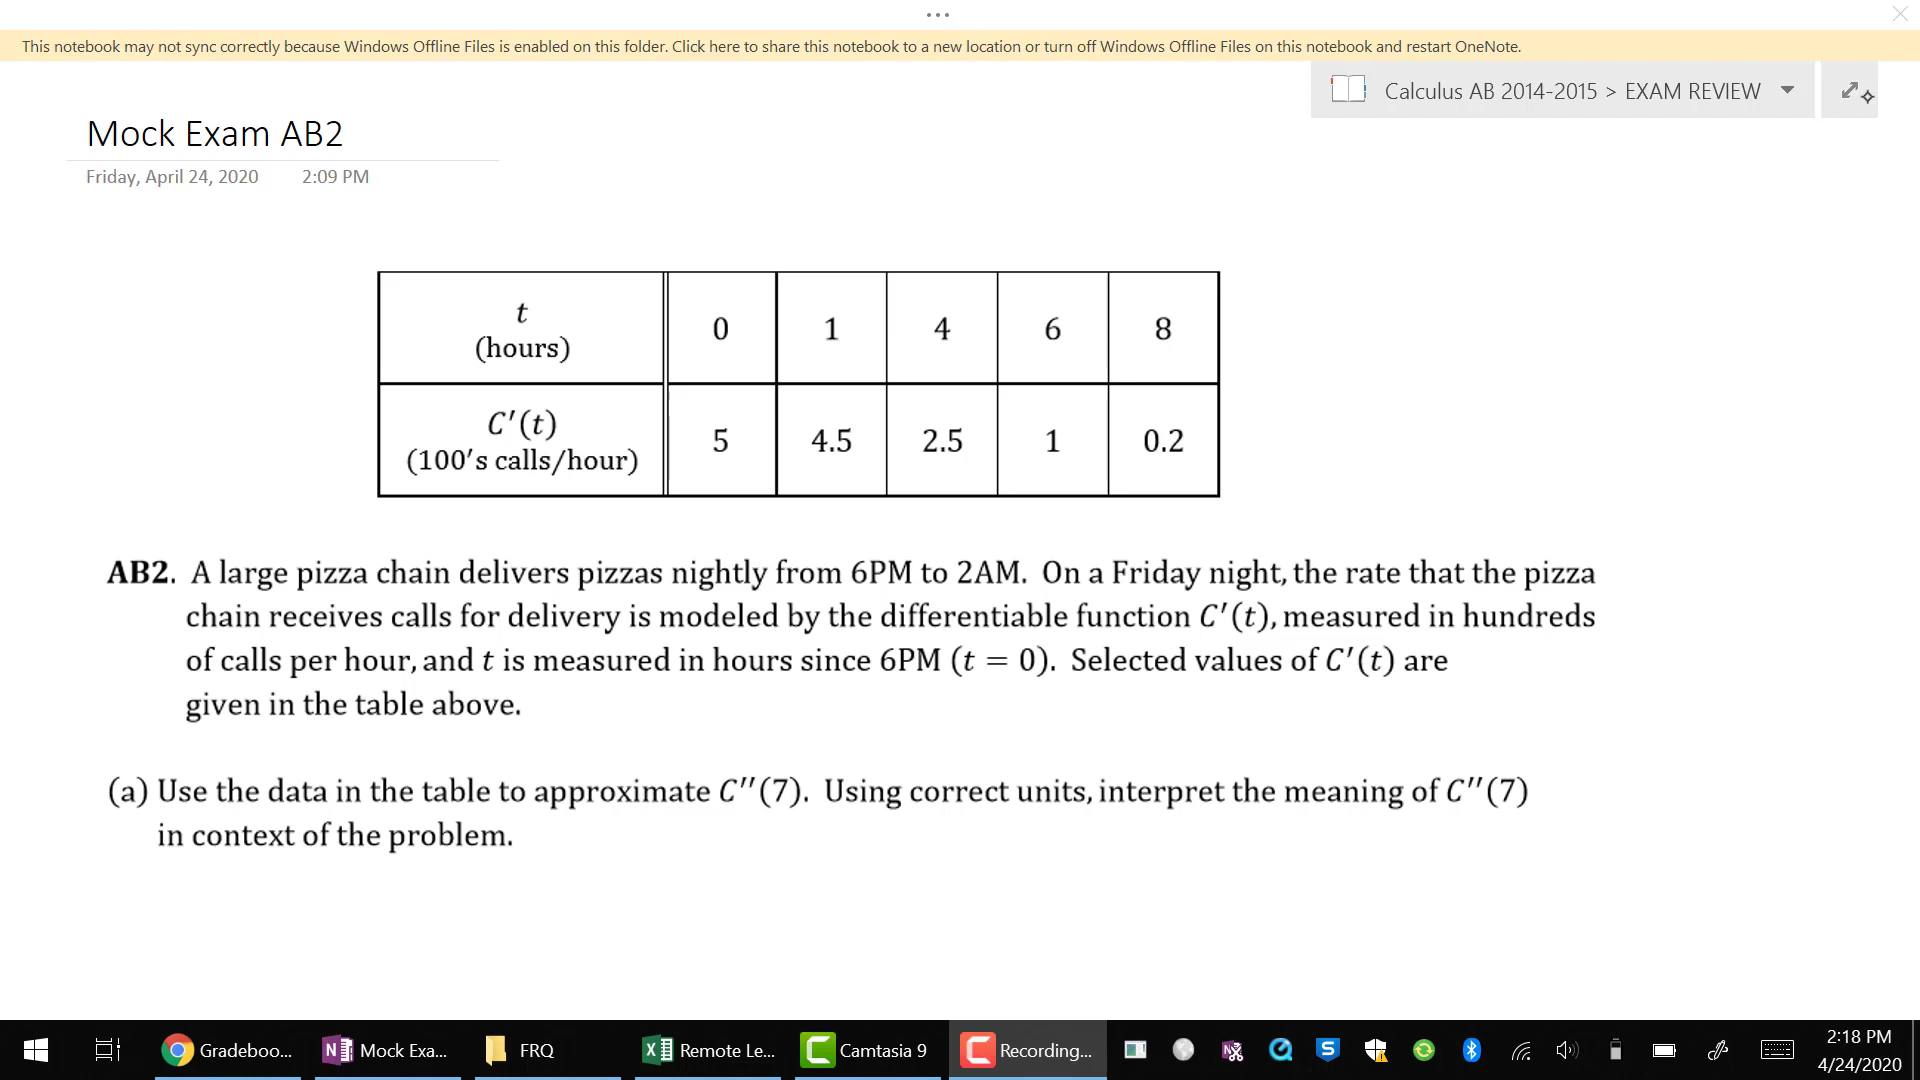 This notebook may not sync correctly because Windows Offline Files is enabled on this folder. Click here to share this notebook to a new location or turn off Windows Offline Files on this notebook and restart OneNote.
Calculus AB 2014-2015 > EXAM REVIEW
Mock Exam AB2
Friday, April 24, 2020 2:09 PM
t (hours) 0 1 4 6 8
C′(t) (100′s calls/hour) 5 4.5 2.5 1 0.2
AB2. A large pizza chain delivers pizzas nightly from 6PM to 2AM. On a Friday night, the rate that the pizza
chain receives calls for delivery is modeled by the differentiable function C′(t), measured in hundreds
of calls per hour, and t is measured in hours since 6PM (t = 0). Selected values of C′(t) are
given in the table above.
(a) Use the data in the table to approximate C′′(7). Using correct units, interpret the meaning of C′′(7)
in context of the problem.
Gradeboo... Mock Exa... FRQ Remote Le... Camtasia 9 Recording...
2:18 PM
4/24/2020